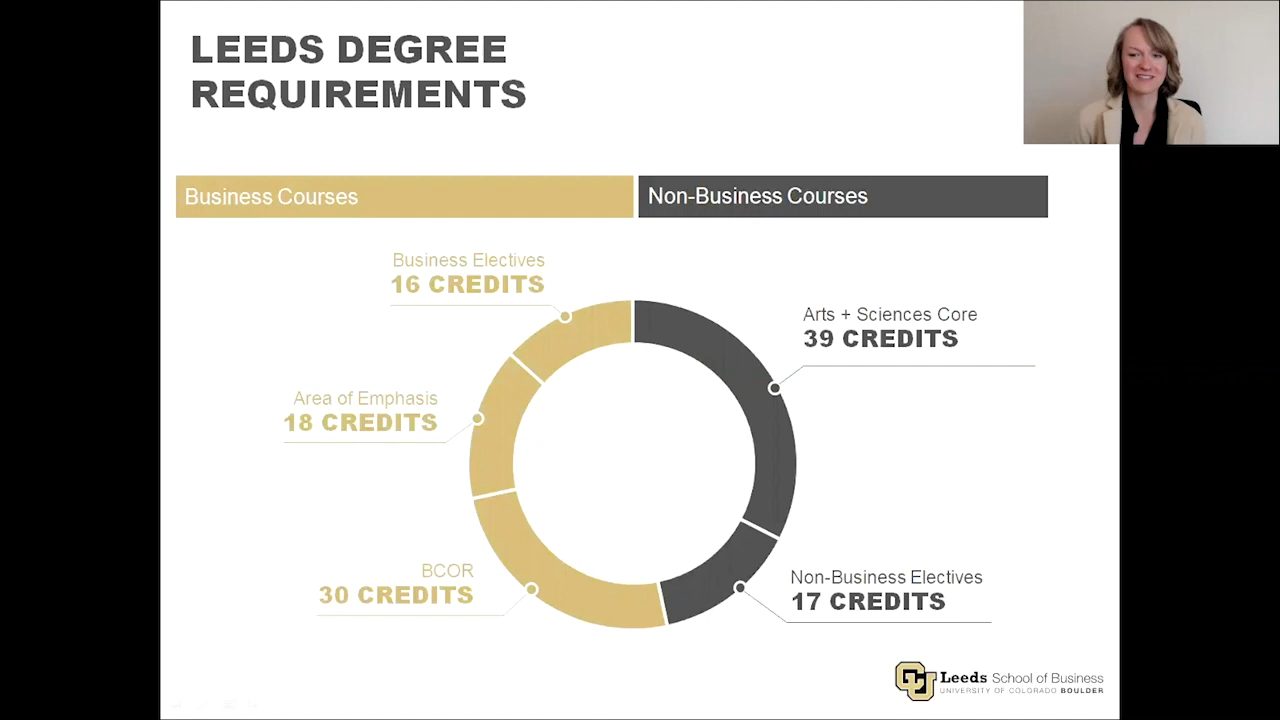 LEEDS DEGREE
REQUIREMENTS
Business Courses
Non-Business Courses
Business Electives
16 CREDITS
Arts + Sciences Core
39 CREDITS
Area of Emphasis
18 CREDITS
BCOR
30 CREDITS
Non-Business Electives
17 CREDITS
CU
Leeds School of Business
UNIVERSITY OF COLORADO BOULDER